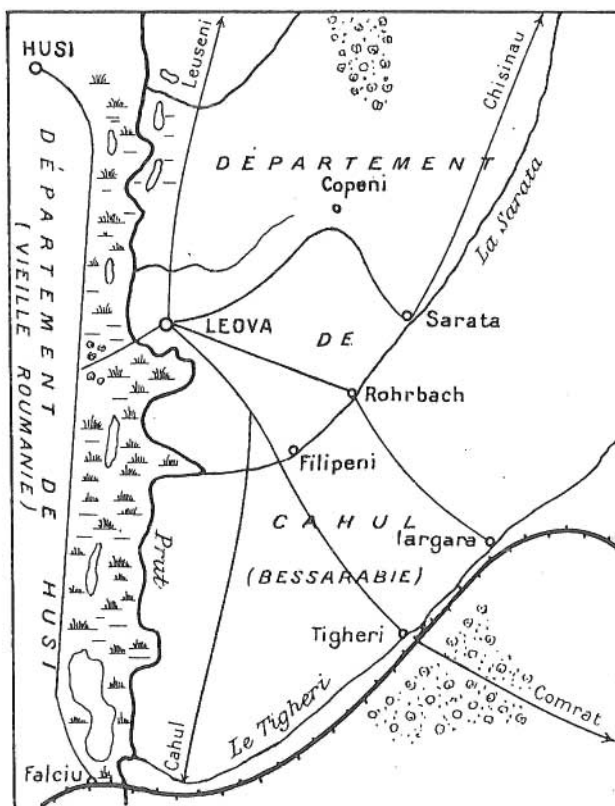 HUSI
Leuseni
Chisinau
DÉPARTEMENT
Copeni
La Sarata
DÉPARTEMENT DE HUSI
(VIEILLE ROUMANIE)
LEOVA
DE
Sarata
Rohrbach
Filipeni
CAHUL
Iargara
(BESSARABIE)
Prut
Tigheri
Comrat
Le Tigheri
Cahul
Falciu